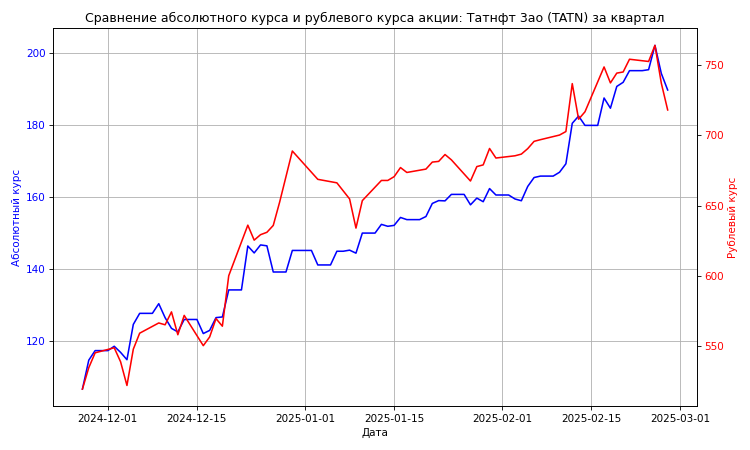 Сравнение абсолютного курса и рублевого курса акции: Татнфт 3ао (TATN) за квартал
200
180
160
140
120
Абсолютный курс
750
700
650
600
550
Рублевый курс
2024-12-01 2024-12-15 2025-01-01 2025-01-15 2025-02-01 2025-02-15 2025-03-01
Дата